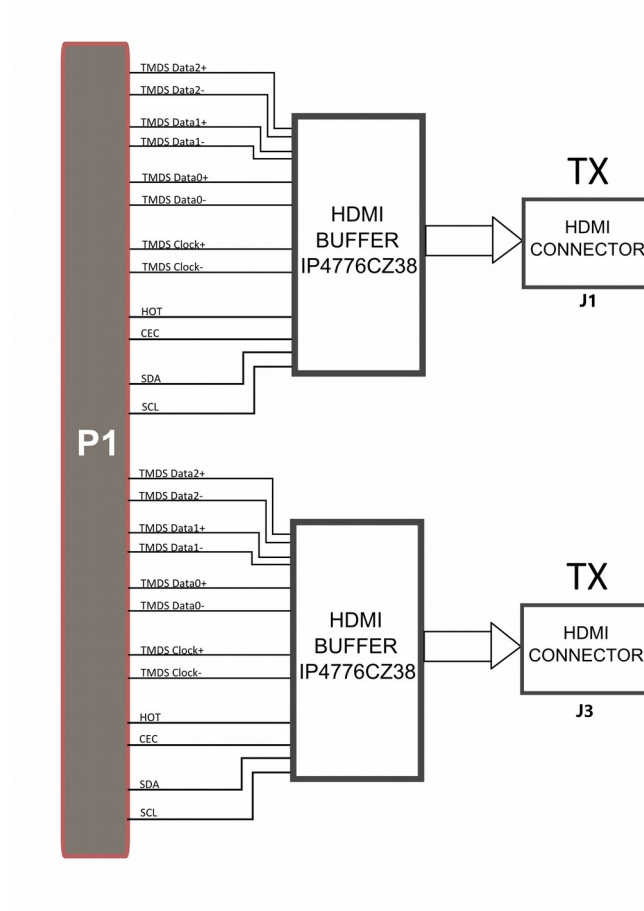 TMDS Data2+
TMDS Data2-
TMDS Data1+
TMDS Data1-
TMDS Data0+
TMDS Data0-
TMDS Clock+
TMDS Clock-
HOT
CEC
SDA
SCL
HDMI
BUFFER
IP4776CZ38
TX
HDMI
CONNECTOR
J1
P1
TMDS Data2+
TMDS Data2-
TMDS Data1+
TMDS Data1-
TMDS Data0+
TMDS Data0-
TMDS Clock+
TMDS Clock-
HOT
CEC
SDA
SCL
HDMI
BUFFER
IP4776CZ38
TX
HDMI
CONNECTOR
J3